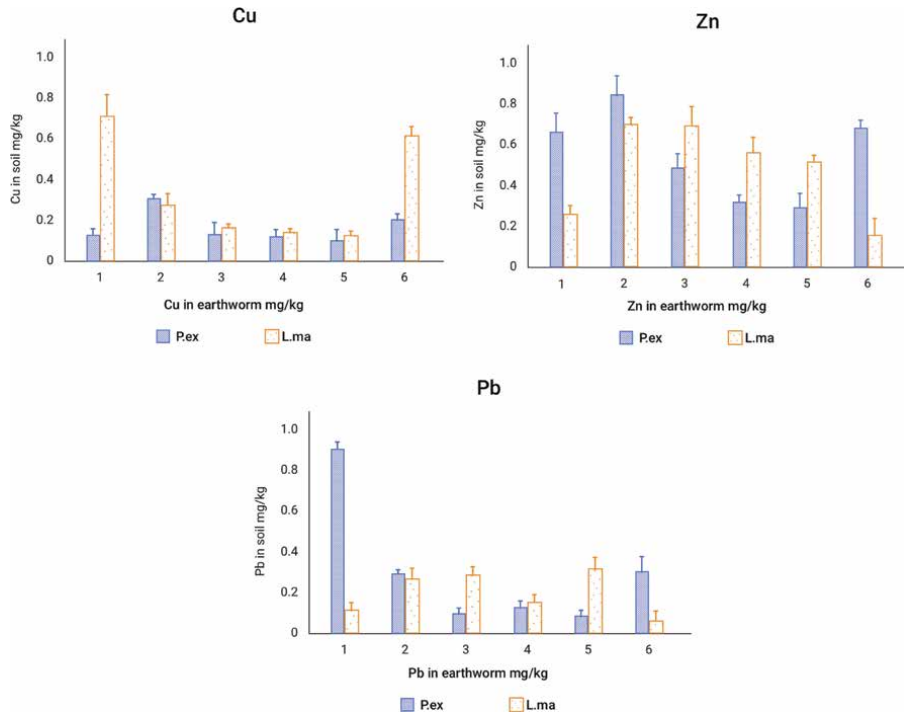 Cu
Cu in soil mg/kg
1.0
0.8
0.6
0.4
0.2
0
1 2 3 4 5 6
Cu in earthworm mg/kg
P.ex L.ma
Zn
Zn in soil mg/kg
1.0
0.8
0.6
0.4
0.2
0
1 2 3 4 5 6
Zn in earthworm mg/kg
P.ex L.ma
Pb
Pb in soil mg/kg
1.0
0.8
0.6
0.4
0.2
0
1 2 3 4 5 6
Pb in earthworm mg/kg
P.ex L.ma